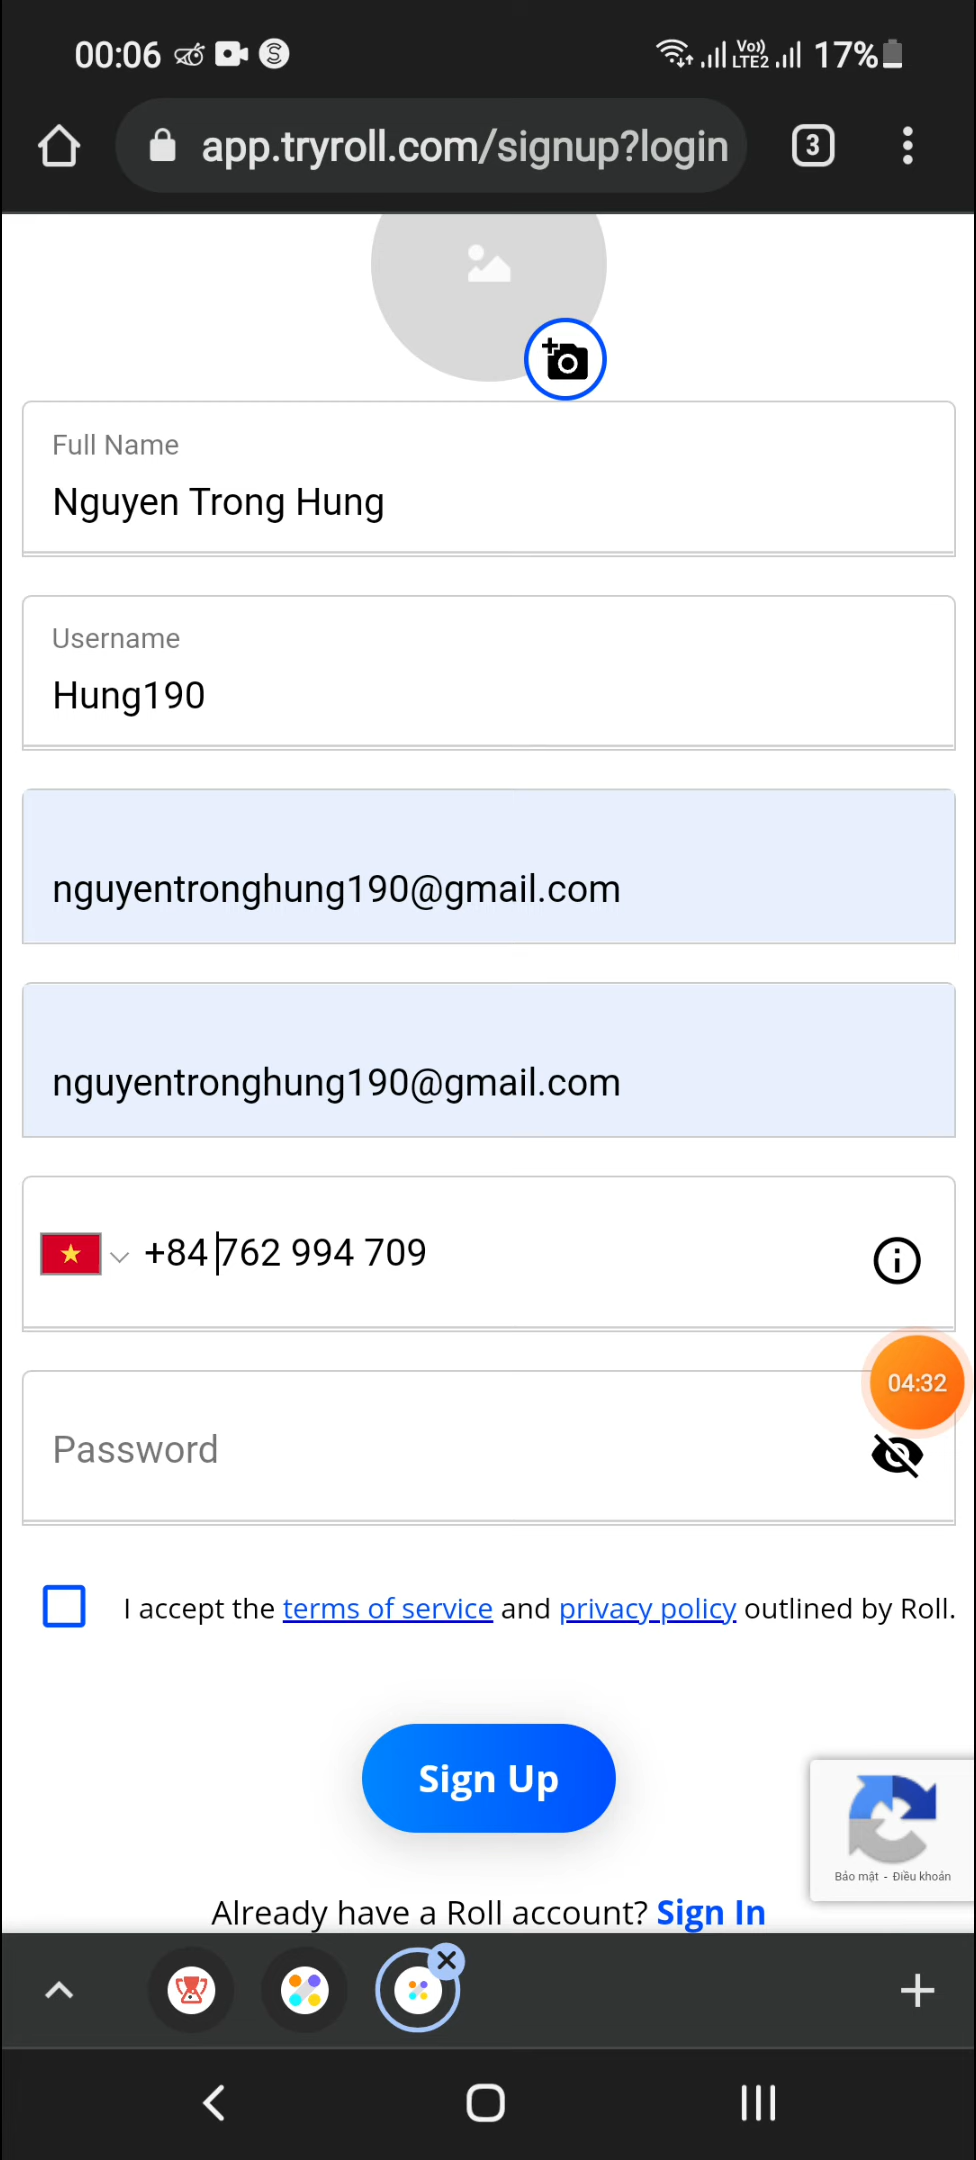 00:06 Vo)) LTE2 17%
app.tryroll.com/signup?login 3
Full Name
Nguyen Trong Hung
Username
Hung190
nguyentronghung190@gmail.com
nguyentronghung190@gmail.com
+84 762 994 709
04:32
Password
I accept the terms of service and privacy policy outlined by Roll.
Sign Up
Bảo mật - Điều khoản
Already have a Roll account? Sign In